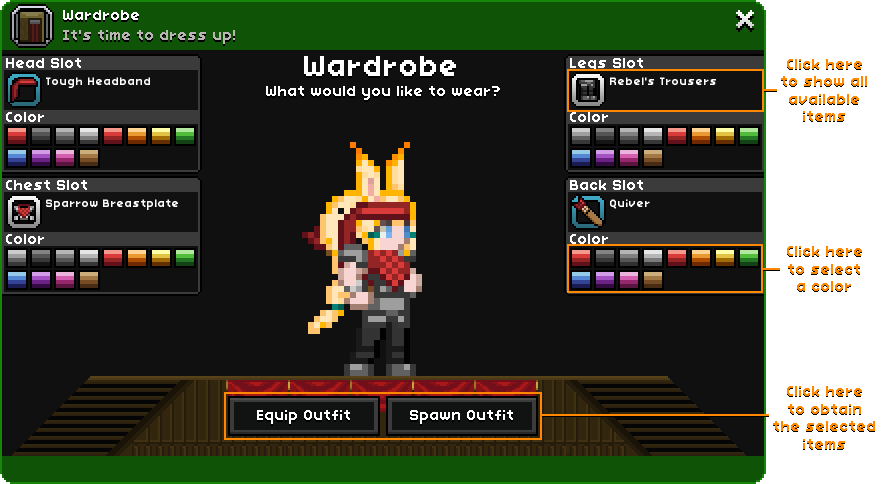 Wardrobe
It's time to dress up!
Head Slot
Tough Headband
Color
Chest Slot
Sparrow Breastplate
Color
Wardrobe
What would you like to wear?
Legs Slot
Rebel's Trousers
Color
Back Slot
Quiver
Color
Equip Outfit
Spawn Outfit
Click here
to show all
available
items
Click here
to select
a color
Click here
to obtain
the selected
items